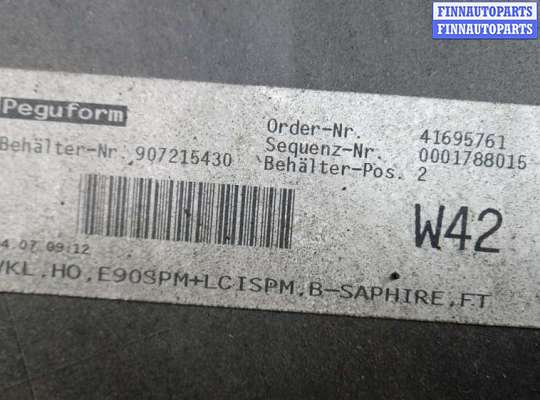 FINNAUTOPARTS
FINNAUTOPARTS
Peguform
Order-Nr. 41695761
Sequenz-Nr. 0001788015
Behälter-Nr. 907215430 Behälter-Pos. 2
W42
4.07 09:12
VKL.HO.E90SPM+LCISPM.B-SAPHIRE.FT